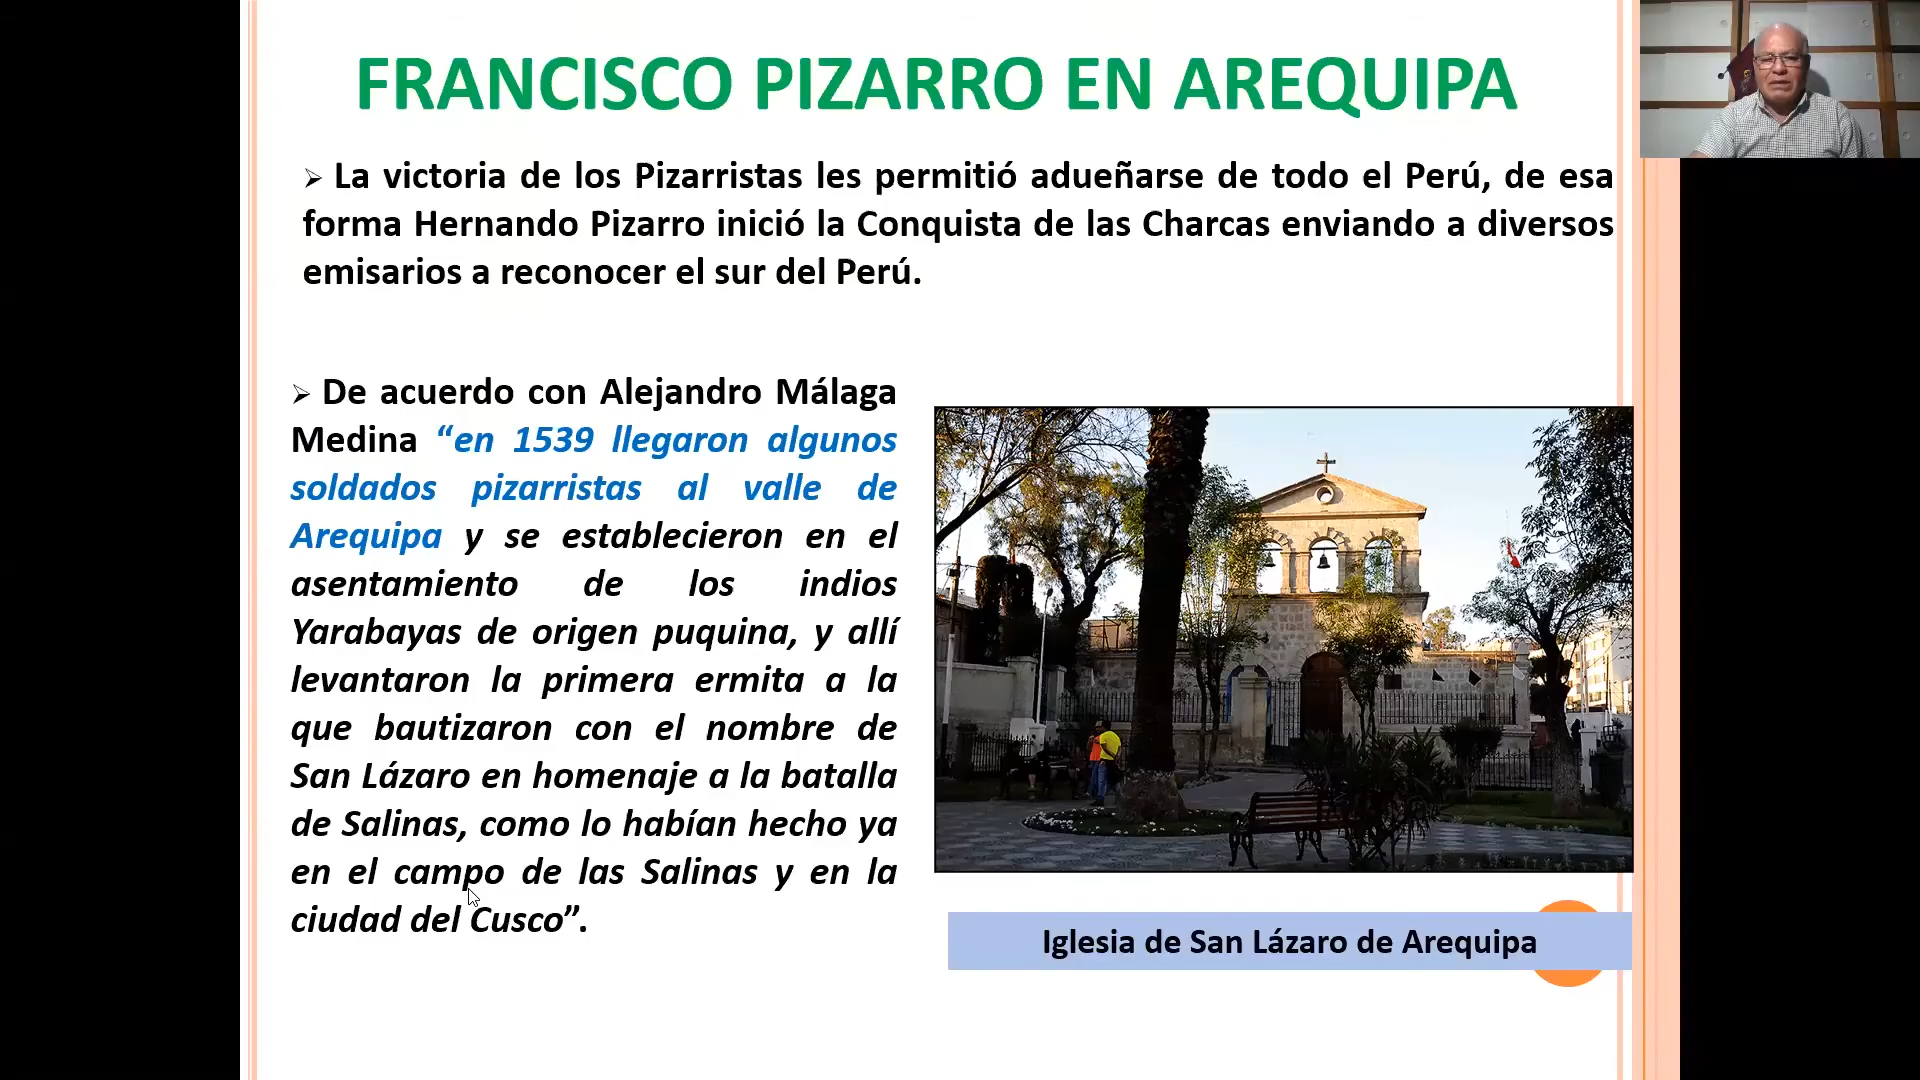 FRANCISCO PIZARRO EN AREQUIPA
➢ La victoria de los Pizarristas les permitió adueñarse de todo el Perú, de esa
forma Hernando Pizarro inició la Conquista de las Charcas enviando a diversos
emisarios a reconocer el sur del Perú.
➢ De acuerdo con Alejandro Málaga
Medina “en 1539 llegaron algunos
soldados pizarristas al valle de
Arequipa y se establecieron en el
asentamiento de los indios
Yarabayas de origen puquina, y allí
levantaron la primera ermita a la
que bautizaron con el nombre de
San Lázaro en homenaje a la batalla
de Salinas, como lo habían hecho ya
en el campo de las Salinas y en la
ciudad del Cusco”.
Iglesia de San Lázaro de Arequipa